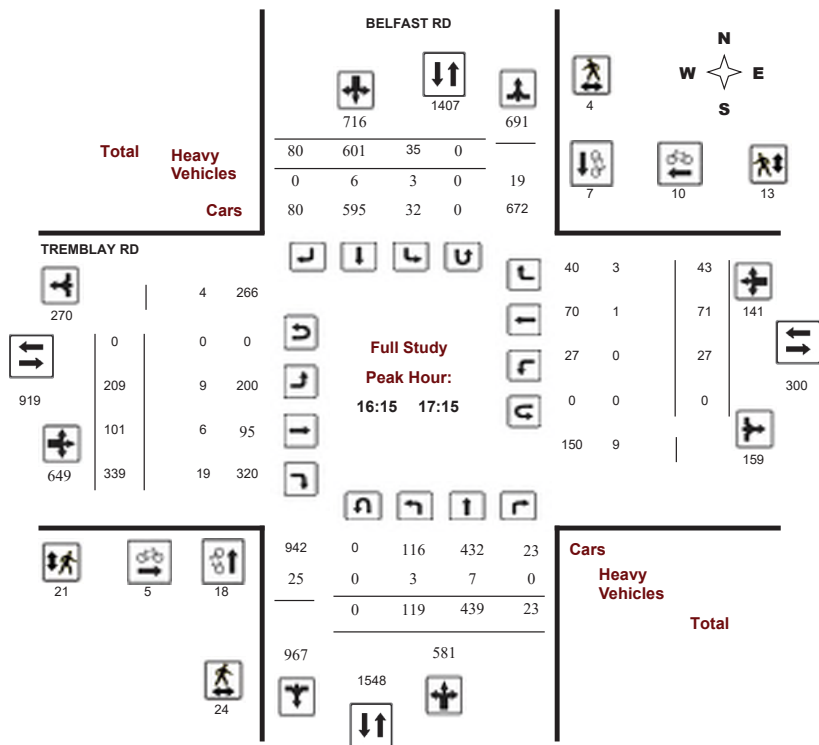 BELFAST RD
N
W E
S
1407
4
716 691
Total Heavy Vehicles
80 601 35 0
0 6 3 0 19
Cars 80 595 32 0 672
7 10 13
TREMBLAY RD
270 4 266
40 3 43
141
70 1 71
0 0 0
Full Study
Peak Hour:
16:15 17:15
27 0 27
919 209 9 200
300
0 0 0
101 6 95
150 9 159
649 339 19 320
942 0 116 432 23 Cars
25 0 3 7 0 Heavy Vehicles
21 5 18
0 119 439 23 Total
967 581
1548
24